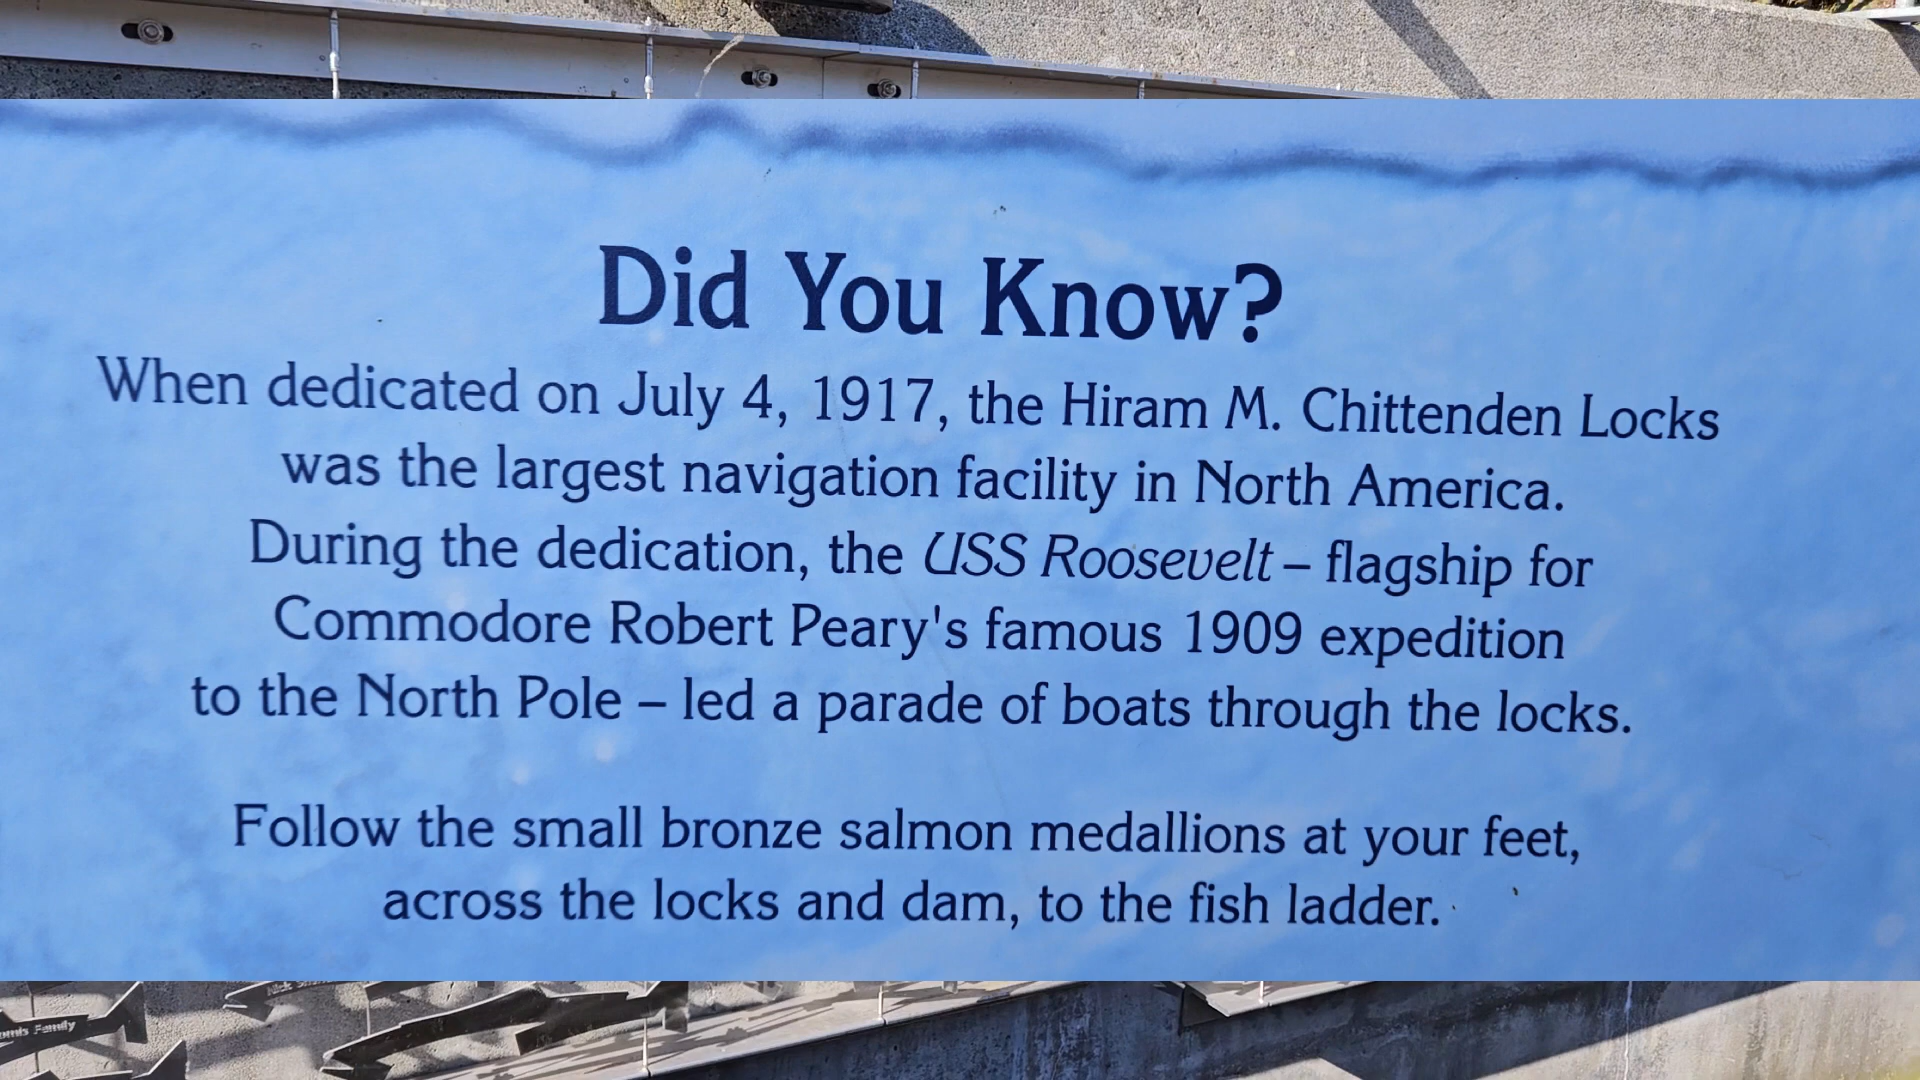 Did You Know?
When dedicated on July 4, 1917, the Hiram M. Chittenden Locks
was the largest navigation facility in North America.
During the dedication, the USS Roosevelt – flagship for
Commodore Robert Peary's famous 1909 expedition
to the North Pole – led a parade of boats through the locks.
Follow the small bronze salmon medallions at your feet,
across the locks and dam, to the fish ladder.
Family